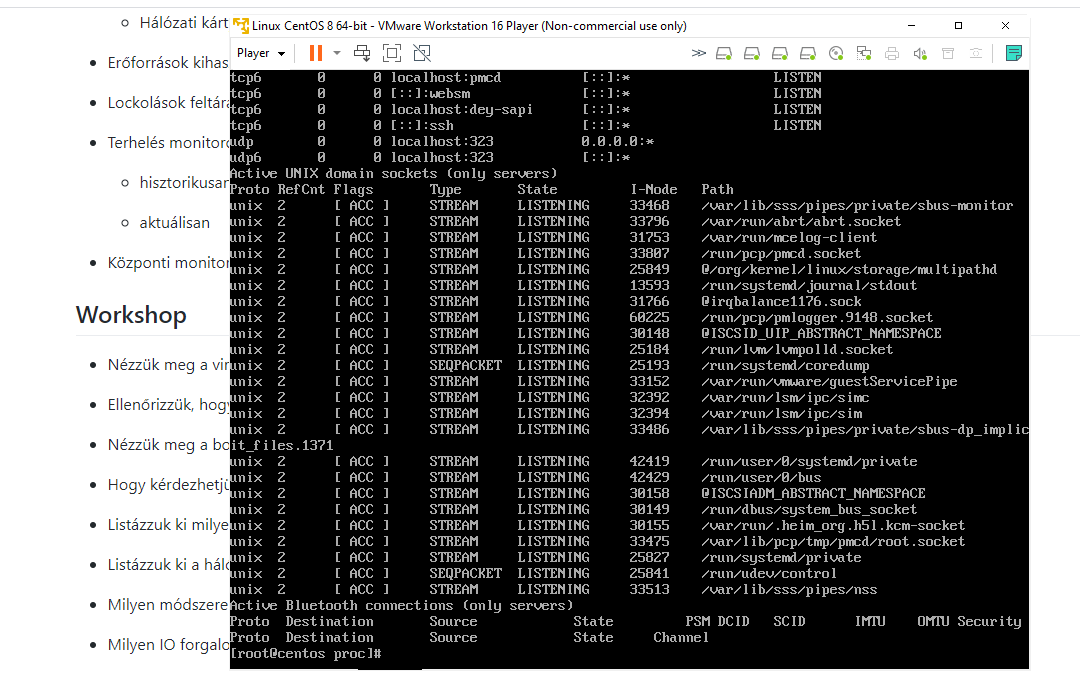 Hálózati kárt
Erőforrások kihas
Lockolások feltár
Terhelés monitor
hisztorikusan
aktuálisan
Központi monitor
Workshop
Nézzük meg a vir
Ellenőrizzük, hogy
Nézzük meg a bo
Hogy kérdezhetjü
Listázzuk ki milye
Listázzuk ki a háló
Milyen módszere
Milyen IO forgalo
Linux CentOS 8 64-bit - VMware Workstation 16 Player (Non-commercial use only)
Player
tcp6 0 0 localhost:pmcd [::]:* LISTEN
tcp6 0 0 [::]:websm [::]:* LISTEN
tcp6 0 0 localhost:dey-sapi [::]:* LISTEN
tcp6 0 0 [::]:ssh [::]:* LISTEN
udp 0 0 localhost:323 0.0.0.0:*
udp6 0 0 localhost:323 [::]:*
Active UNIX domain sockets (only servers)
Proto RefCnt Flags Type State I-Node Path
unix 2 [ ACC ] STREAM LISTENING 33468 /var/lib/sss/pipes/private/sbus-monitor
unix 2 [ ACC ] STREAM LISTENING 33796 /var/run/abrt/abrt.socket
unix 2 [ ACC ] STREAM LISTENING 31753 /var/run/mcelog-client
unix 2 [ ACC ] STREAM LISTENING 33807 /run/pcp/pmcd.socket
unix 2 [ ACC ] STREAM LISTENING 25849 @/org/kernel/linux/storage/multipathd
unix 2 [ ACC ] STREAM LISTENING 13593 /run/systemd/journal/stdout
unix 2 [ ACC ] STREAM LISTENING 31766 @irqbalance1176.sock
unix 2 [ ACC ] STREAM LISTENING 60225 /run/pcp/pmlogger.9148.socket
unix 2 [ ACC ] STREAM LISTENING 30148 @ISCSID_UIP_ABSTRACT_NAMESPACE
unix 2 [ ACC ] STREAM LISTENING 25184 /run/lvm/lvmpolld.socket
unix 2 [ ACC ] SEQPACKET LISTENING 25193 /run/systemd/coredump
unix 2 [ ACC ] STREAM LISTENING 33152 /var/run/vmware/guestServicePipe
unix 2 [ ACC ] STREAM LISTENING 32392 /var/run/lsm/ipc/simc
unix 2 [ ACC ] STREAM LISTENING 32394 /var/run/lsm/ipc/sim
unix 2 [ ACC ] STREAM LISTENING 33486 /var/lib/sss/pipes/private/sbus-dp_implic
it_files.1371
unix 2 [ ACC ] STREAM LISTENING 42419 /run/user/0/systemd/private
unix 2 [ ACC ] STREAM LISTENING 42429 /run/user/0/bus
unix 2 [ ACC ] STREAM LISTENING 30158 @ISCSIADM_ABSTRACT_NAMESPACE
unix 2 [ ACC ] STREAM LISTENING 30149 /run/dbus/system_bus_socket
unix 2 [ ACC ] STREAM LISTENING 30155 /var/run/.heim_org.h5l.kcm-socket
unix 2 [ ACC ] STREAM LISTENING 33475 /var/lib/pcp/tmp/pmcd/root.socket
unix 2 [ ACC ] STREAM LISTENING 25827 /run/systemd/private
unix 2 [ ACC ] SEQPACKET LISTENING 25841 /run/udev/control
unix 2 [ ACC ] STREAM LISTENING 33513 /var/lib/sss/pipes/nss
Active Bluetooth connections (only servers)
Proto Destination Source State PSM DCID SCID IMTU OMTU Security
Proto Destination Source State Channel
[root@centos proc]#